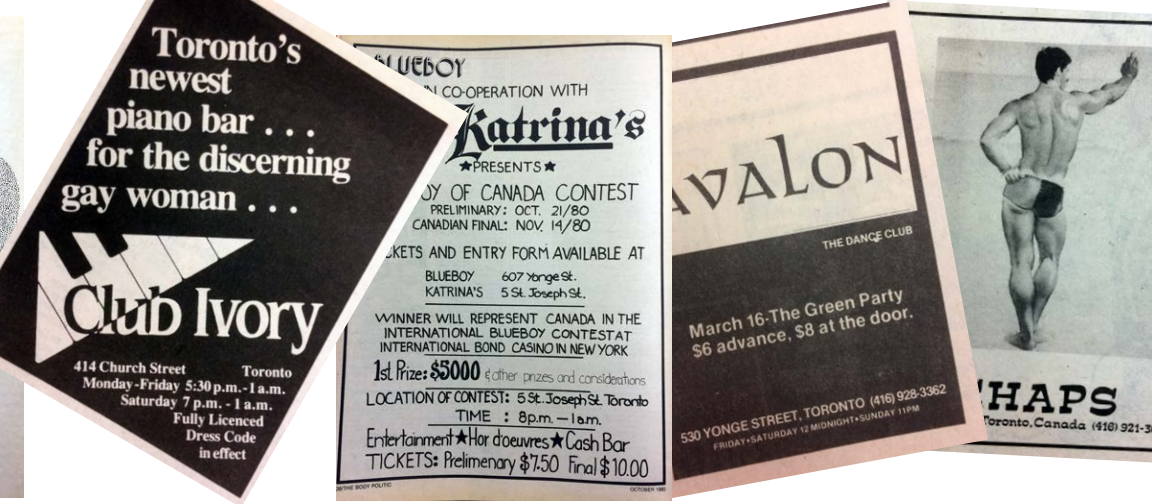 Toronto's
newest
piano bar . . .
for the discerning
gay woman . . .
Club Ivory
414 Church Street Toronto
Monday-Friday 5:30 p.m.-1 a.m.
Saturday 7 p.m. - 1 a.m.
Fully Licenced
Dress Code
in effect
BLUEBOY
IN CO-OPERATION WITH
Katrina's
★PRESENTS★
OY OF CANADA CONTEST
PRELIMINARY: OCT. 21/80
CANADIAN FINAL: NOV. 14/80
CKETS AND ENTRY FORM AVAILABLE AT
BLUEBOY 607 Yonge St.
KATRINA'S 5 St. Joseph St.
WINNER WILL REPRESENT CANADA IN THE
INTERNATIONAL BLUEBOY CONTEST AT
INTERNATIONAL BOND CASINO IN NEW YORK
1st Prize: $5000 & other prizes and considerations
LOCATION OF CONTEST: 5 St. Joseph St. Toronto
TIME : 8p.m. — 1am.
Entertainment★Hor d'oeuvres★Cash Bar
TICKETS: Prelimenary $7.50 Final $10.00
/THE BODY POLITIC
OCTOBER 1980
AVALON
THE DANCE CLUB
March 16-The Green Party
$6 advance, $8 at the door.
530 YONGE STREET, TORONTO (416) 928-3362
FRIDAY•SATURDAY 12 MIDNIGHT•SUNDAY 11PM
HAPS
Toronto, Canada (416) 921-3